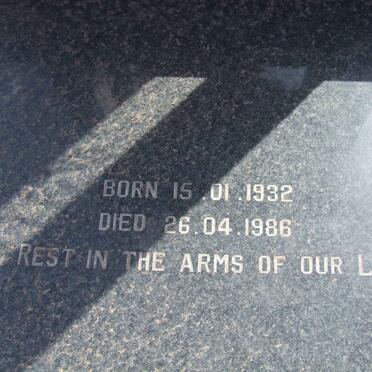 BORN 15.01.1932
DIED 26.04.1986
REST IN THE ARMS OF OUR L